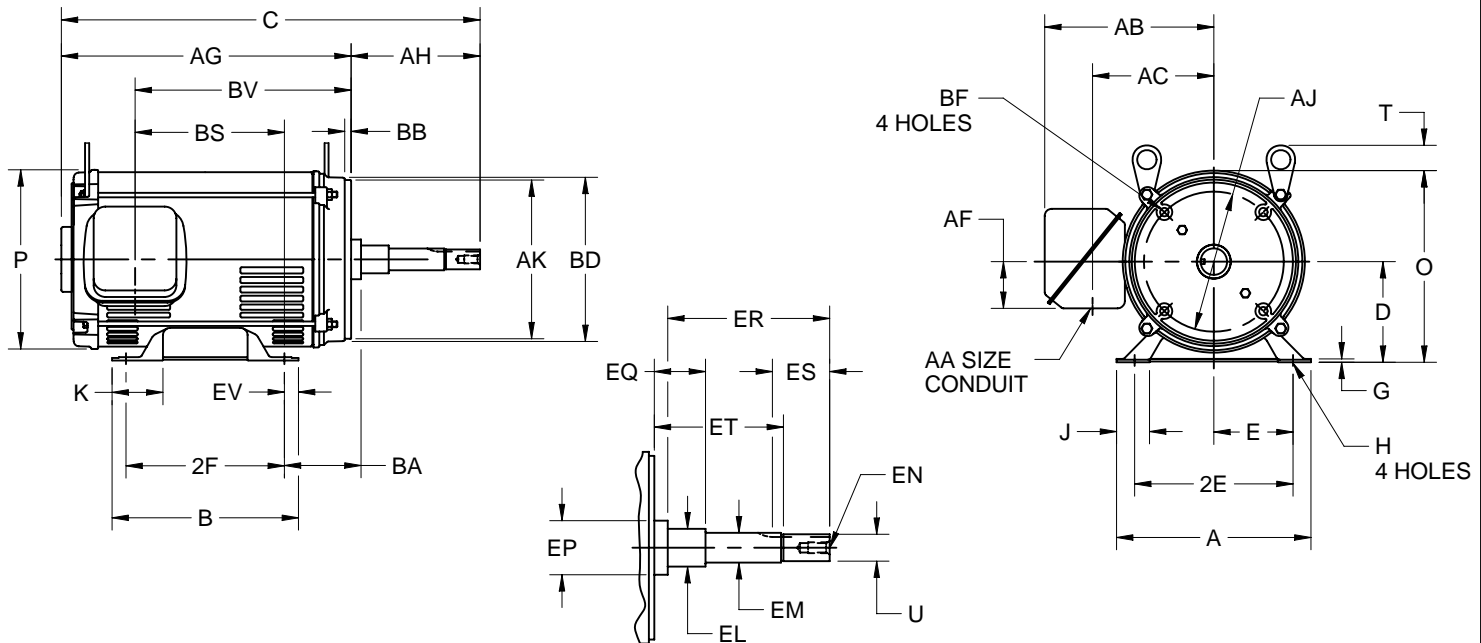 C
AG
AH
BV
BS
BB
P
AK
BD
K
EV
2F
BA
B
ER
EQ
ES
ET
EN
EP
EM
U
EL
AB
AC
BF
4 HOLES
AJ
T
AF
O
D
AA SIZE
CONDUIT
G
J
E
H
4 HOLES
2E
A